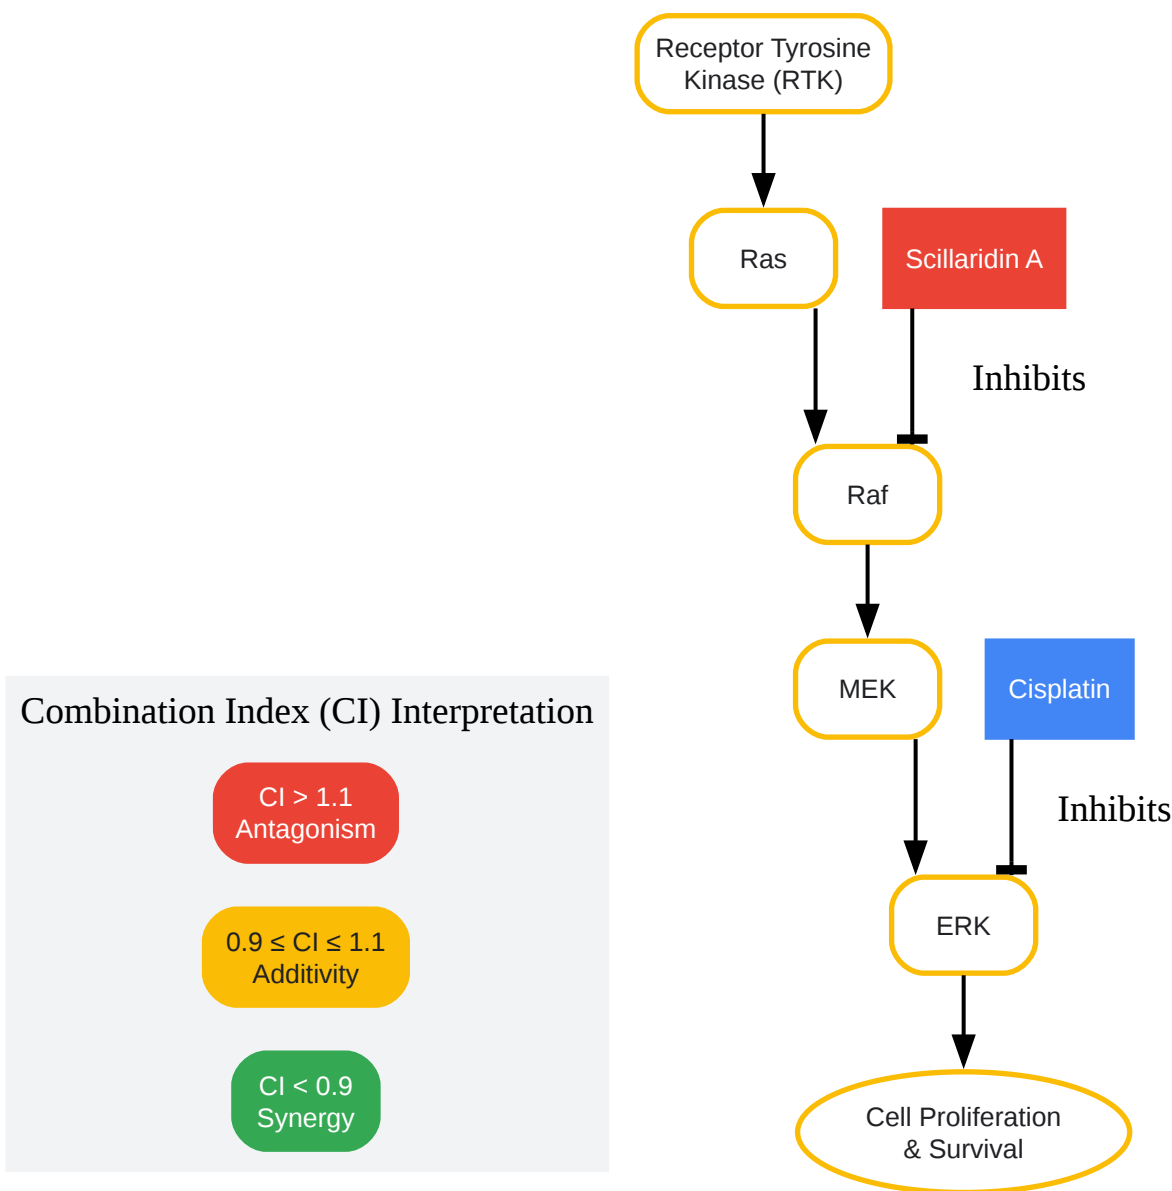 Receptor Tyrosine
Kinase (RTK)
Ras
Scillaridin A
Inhibits
Raf
MEK
Cisplatin
Inhibits
ERK
Cell Proliferation
& Survival
Combination Index (CI) Interpretation
CI > 1.1
Antagonism
0.9 ≤ CI ≤ 1.1
Additivity
CI < 0.9
Synergy